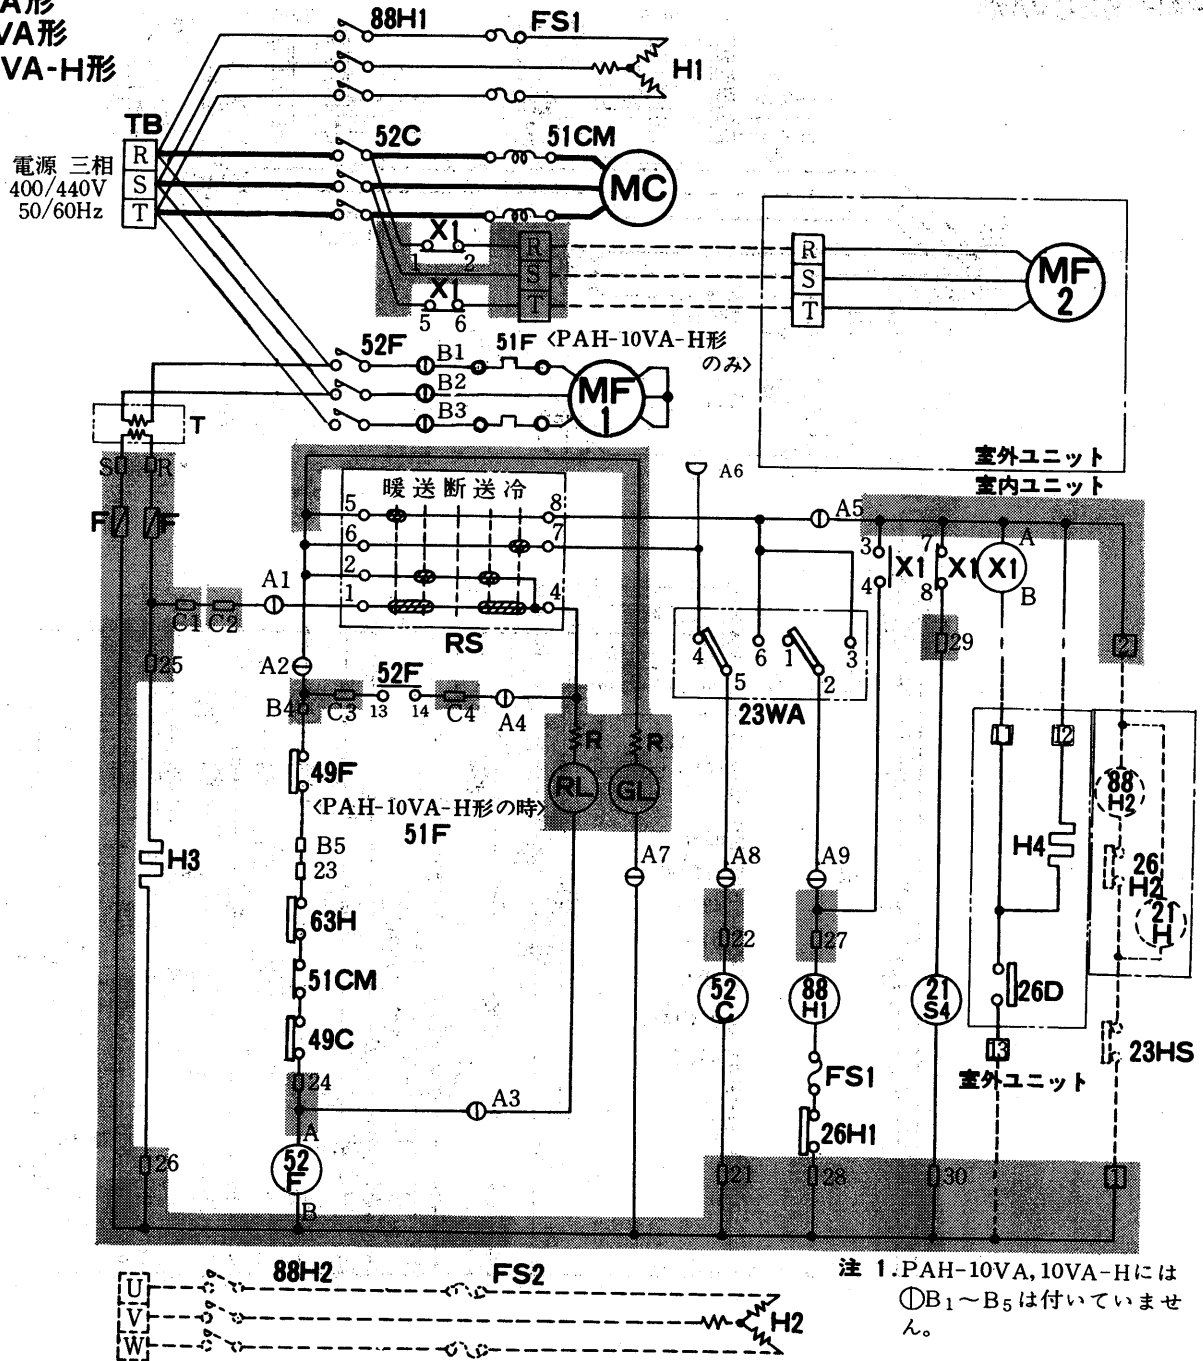 A形
VA形
VA-H形
88H1
FS1
H1
TB
52C
51CM
電源 三相
400/440V
50/60Hz
R
S
T
MC
X1
1 2
X1
5 6
R
S
T
R
S
T
MF
2
52F
B1
B2
B3
51F
〈PAH-10VA-H形
のみ〉
MF
1
T
S
R
F
F
室外ユニット
室内ユニット
A6
A5
暖 送 断 送 冷
5
6
2
1
8
7
4
RS
A1
C1 C2
25
A2
B4
C3
52F
13 14
C4
A4
4
5
6
1
2
3
23WA
3
4
X1
7
8
X1
A
X1
B
29
2
R
R
RL
GL
49F
〈PAH-10VA-H形の時〉
51F
B5
23
63H
51CM
49C
24
A3
A
52
F
B
H3
26
A7
A8
A9
22
27
52
C
88
H1
FS1
26H1
21
S4
12
H4
26D
13
室外ユニット
88
H2
26
H2
21
H
23HS
21
28
30
1
88H2
FS2
U
V
W
H2
注 1.PAH-10VA,10VA-Hには
①B1～B5は付いていませ
ん。